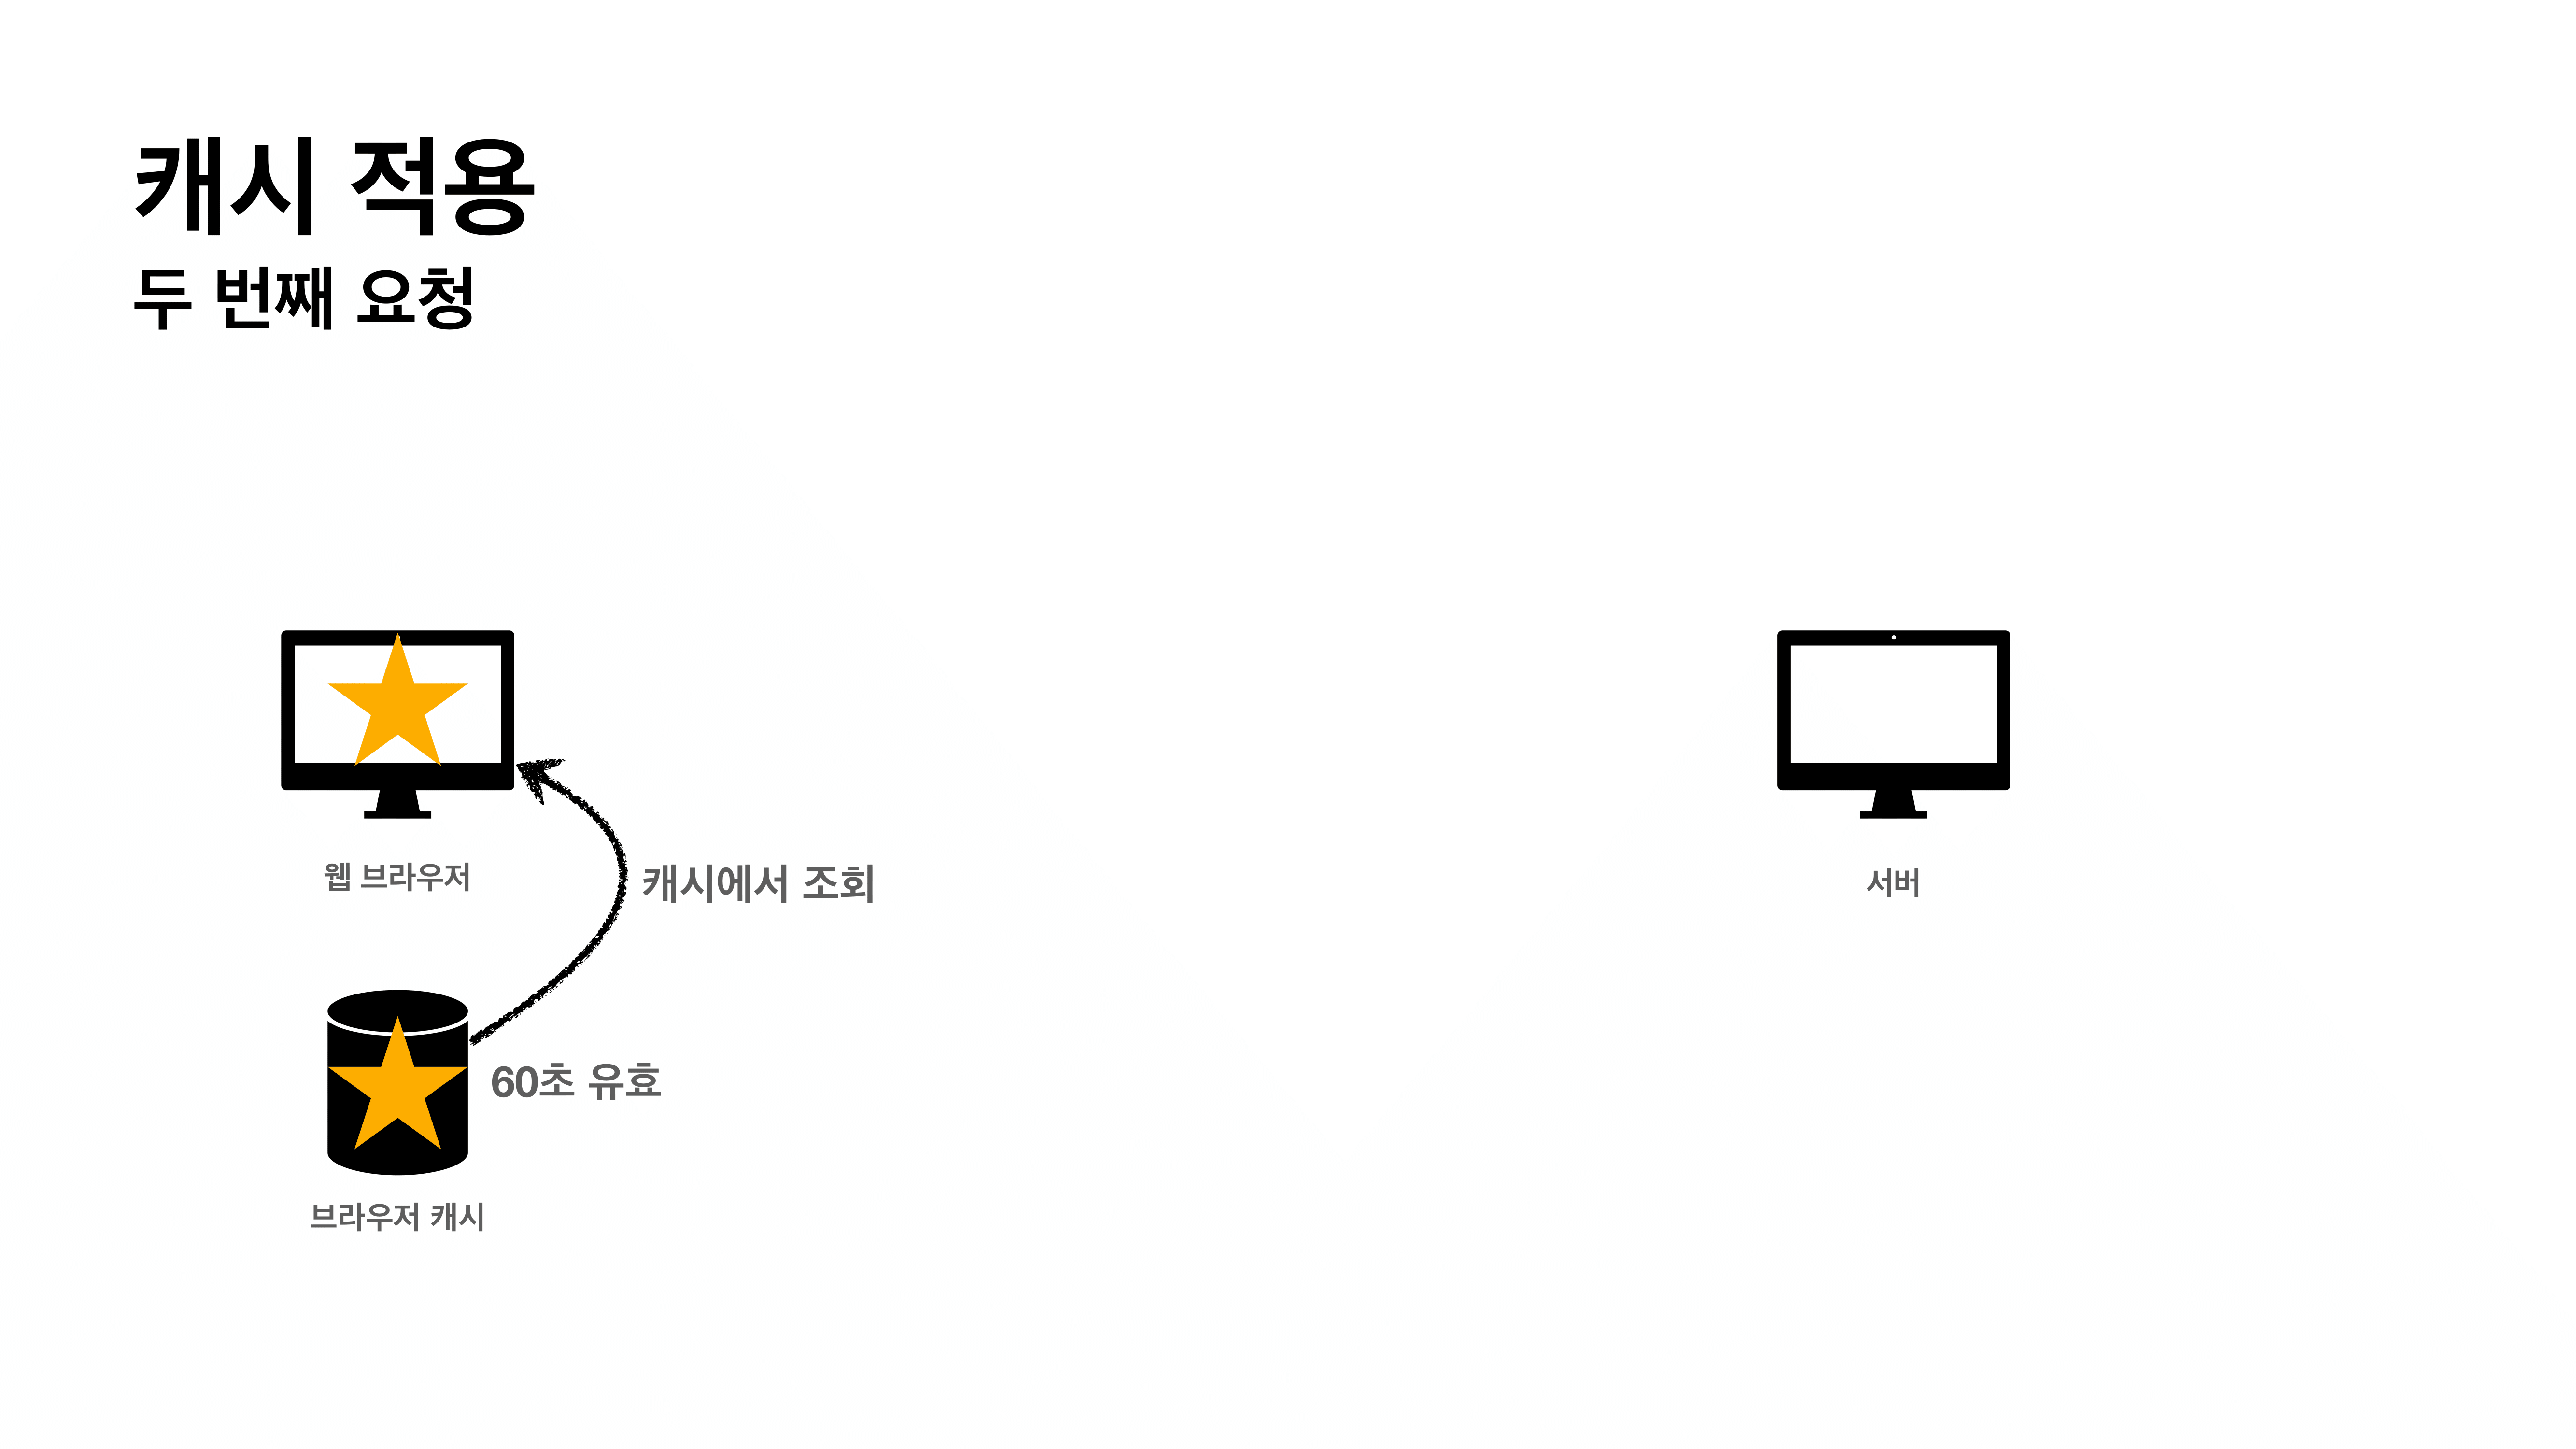 캐시 적용
두 번째 요청
웹 브라우저
캐시에서 조회
서버
60초 유효
브라우저 캐시